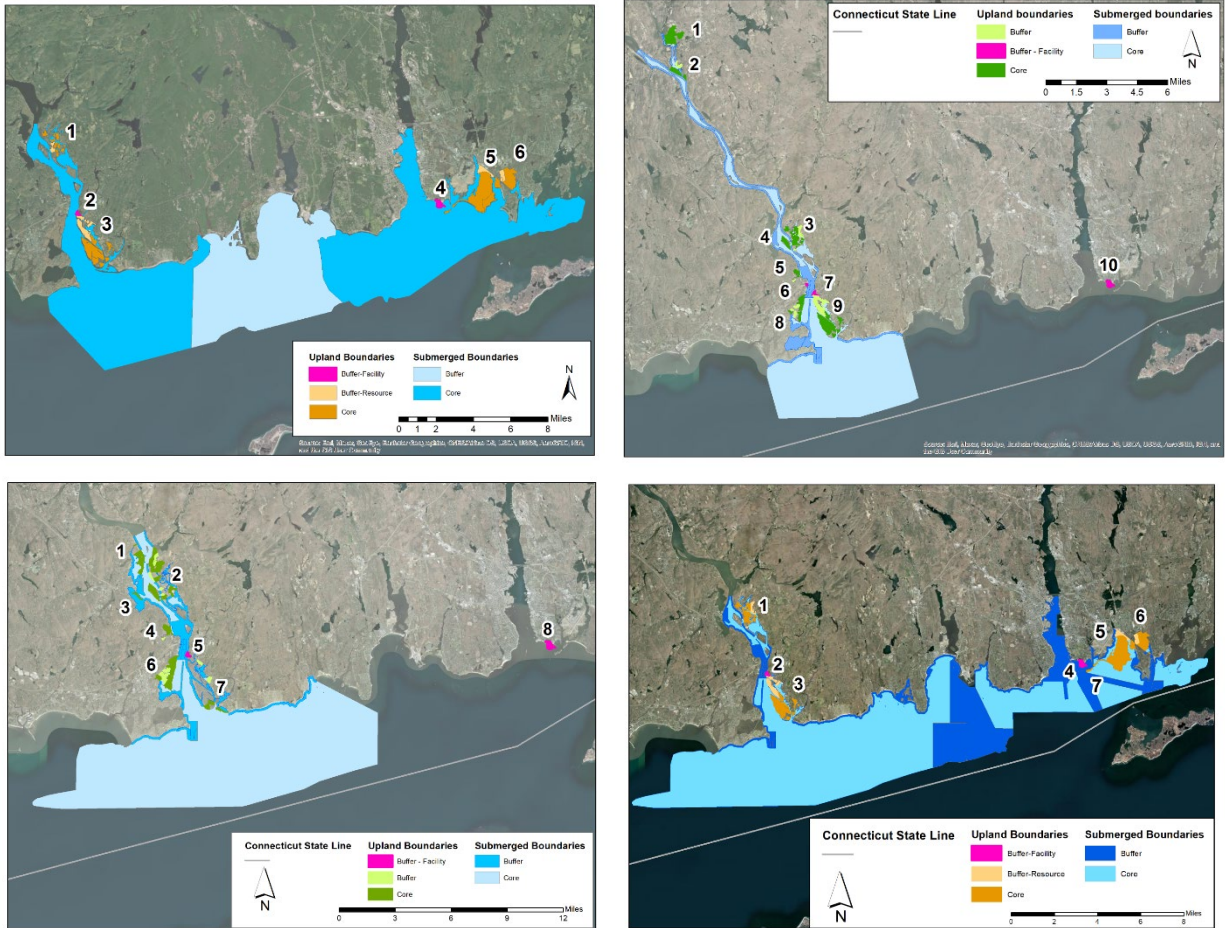 1
2
3
4
5
6
Upland Boundaries
Submerged Boundaries
Buffer-Facility
Buffer
Buffer-Resource
Core
Core
N
Miles
0 1 2 4 6 8
1
2
3
4
5
6
7
8
9
10
Connecticut State Line
Upland boundaries
Submerged boundaries
Buffer
Buffer
Buffer - Facility
Core
Core
N
Miles
0 1.5 3 4.5 6
1
2
3
4
5
6
7
8
Connecticut State Line
Upland Boundaries
Submerged Boundaries
Buffer - Facility
Buffer
Buffer
Core
Core
N
Miles
0 3 6 9 12
1
2
3
4
5
6
7
Connecticut State Line
Upland Boundaries
Submerged Boundaries
Buffer-Facility
Buffer
Buffer-Resource
Core
Core
N
Miles
0 2 4 6 8